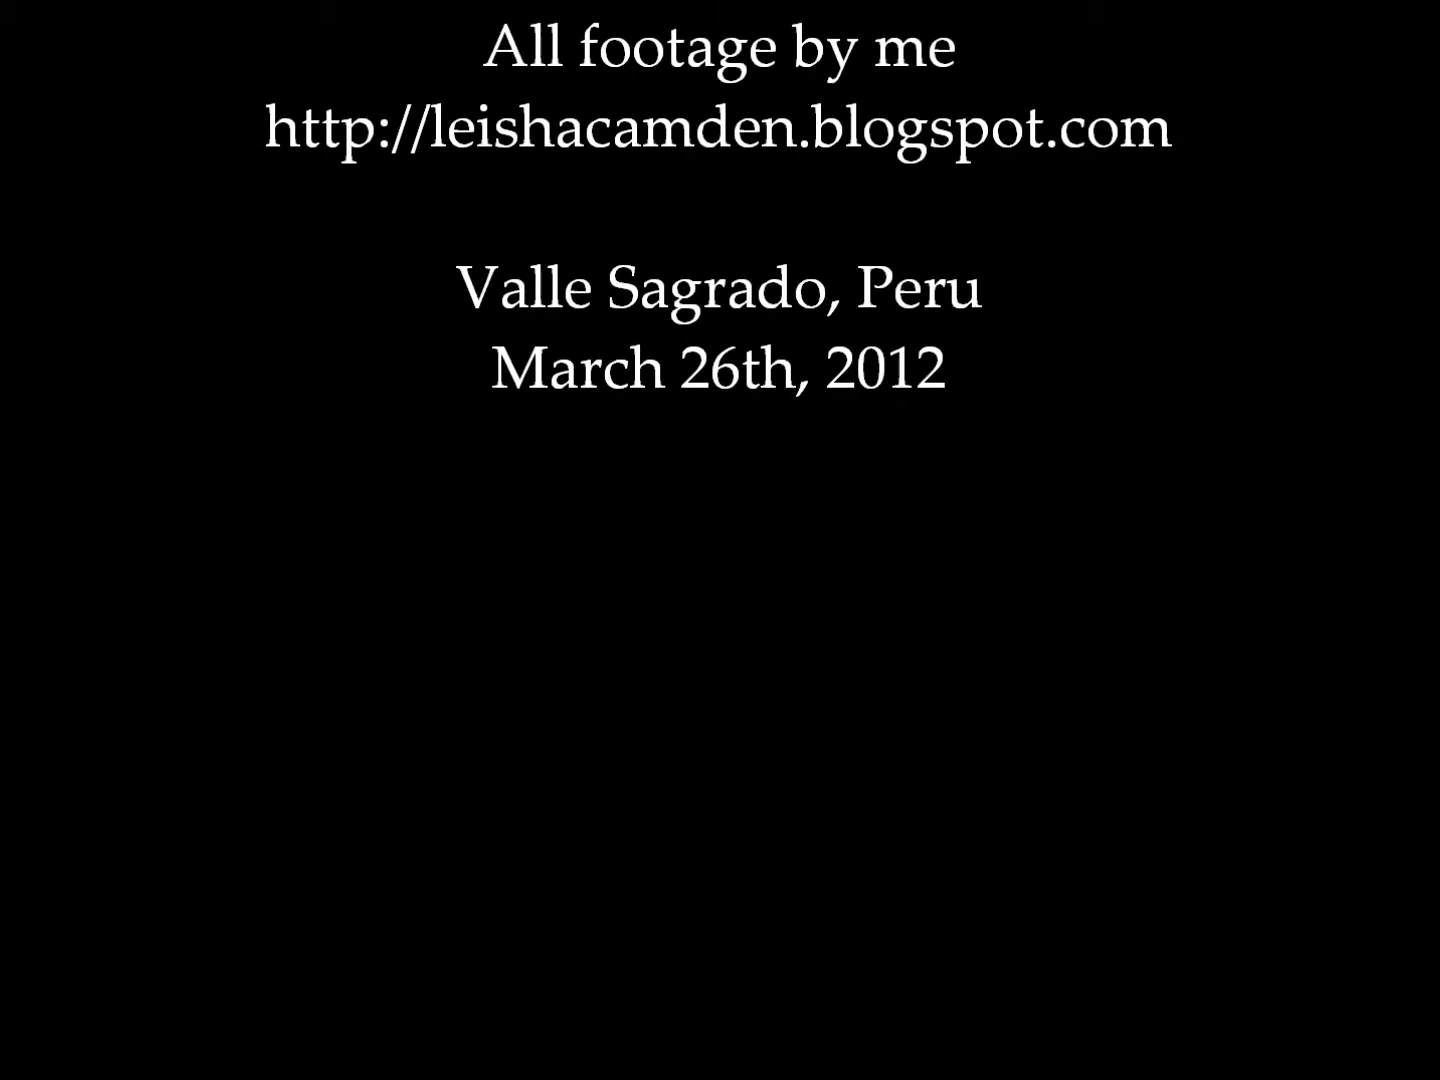 All footage by me
http://leishacamden.blogspot.com
Valle Sagrado, Peru
March 26th, 2012